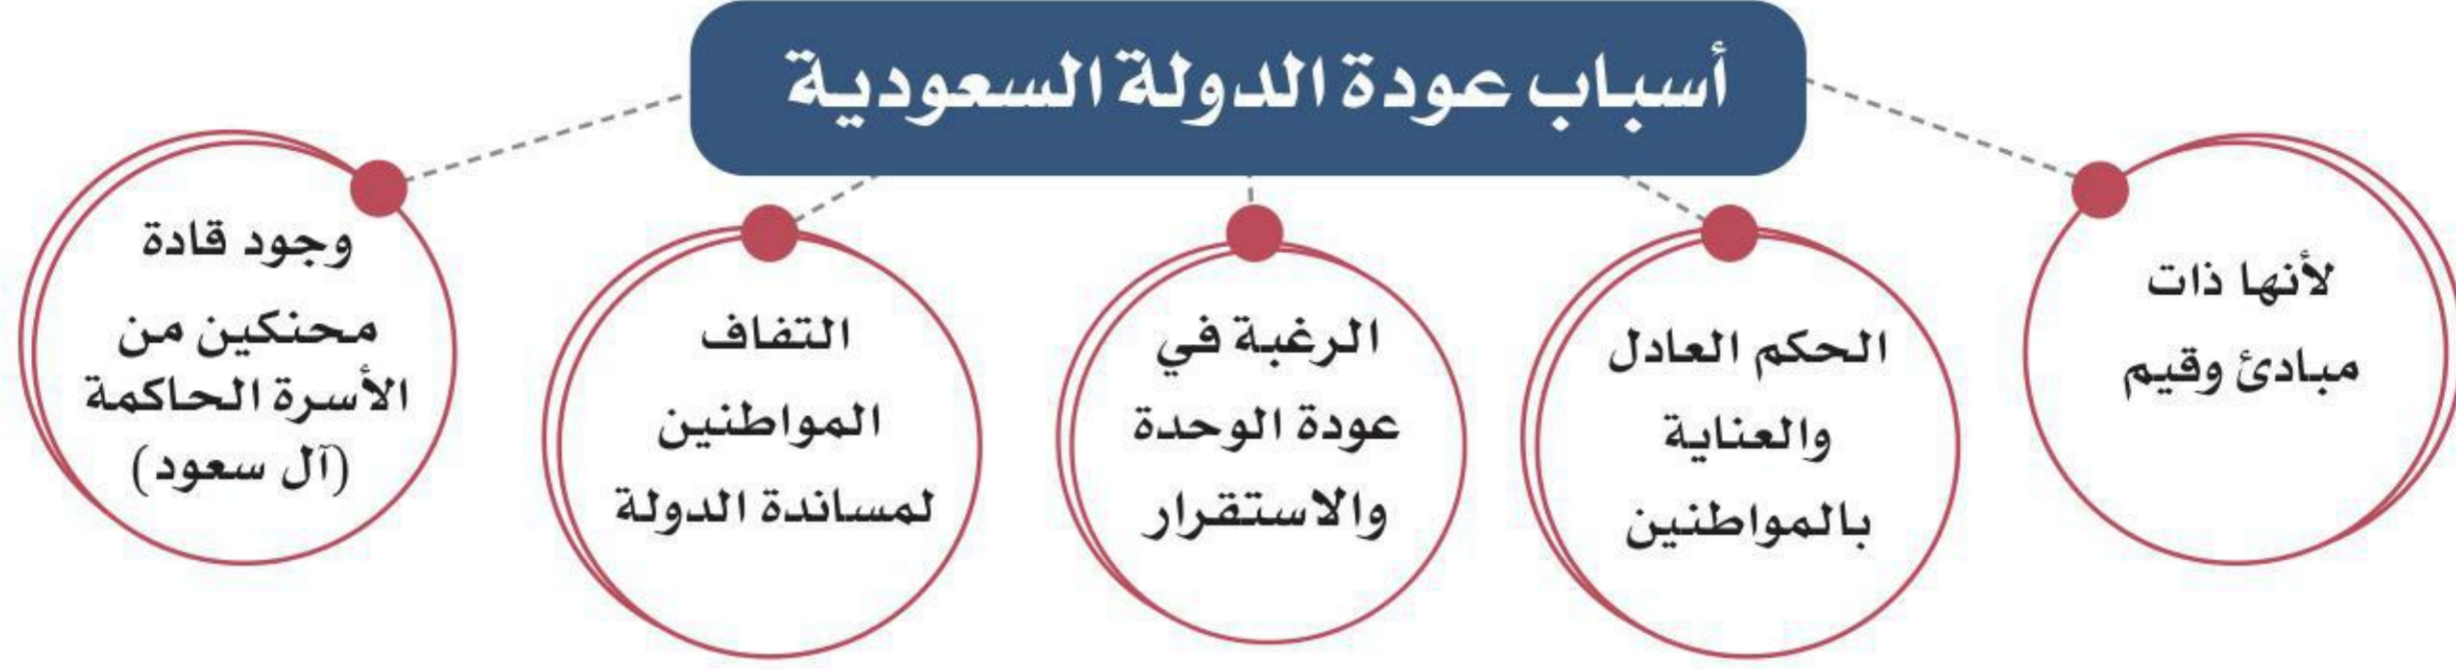 أسباب عودة الدولة السعودية
لأنها ذات
مبادئ وقيم
الحكم العادل
والعناية
بالمواطنين
الرغبة في
عودة الوحدة
والاستقرار
التفاف
المواطنين
لمساندة الدولة
وجود قادة
محنكين من
الأسرة الحاكمة
(آل سعود)